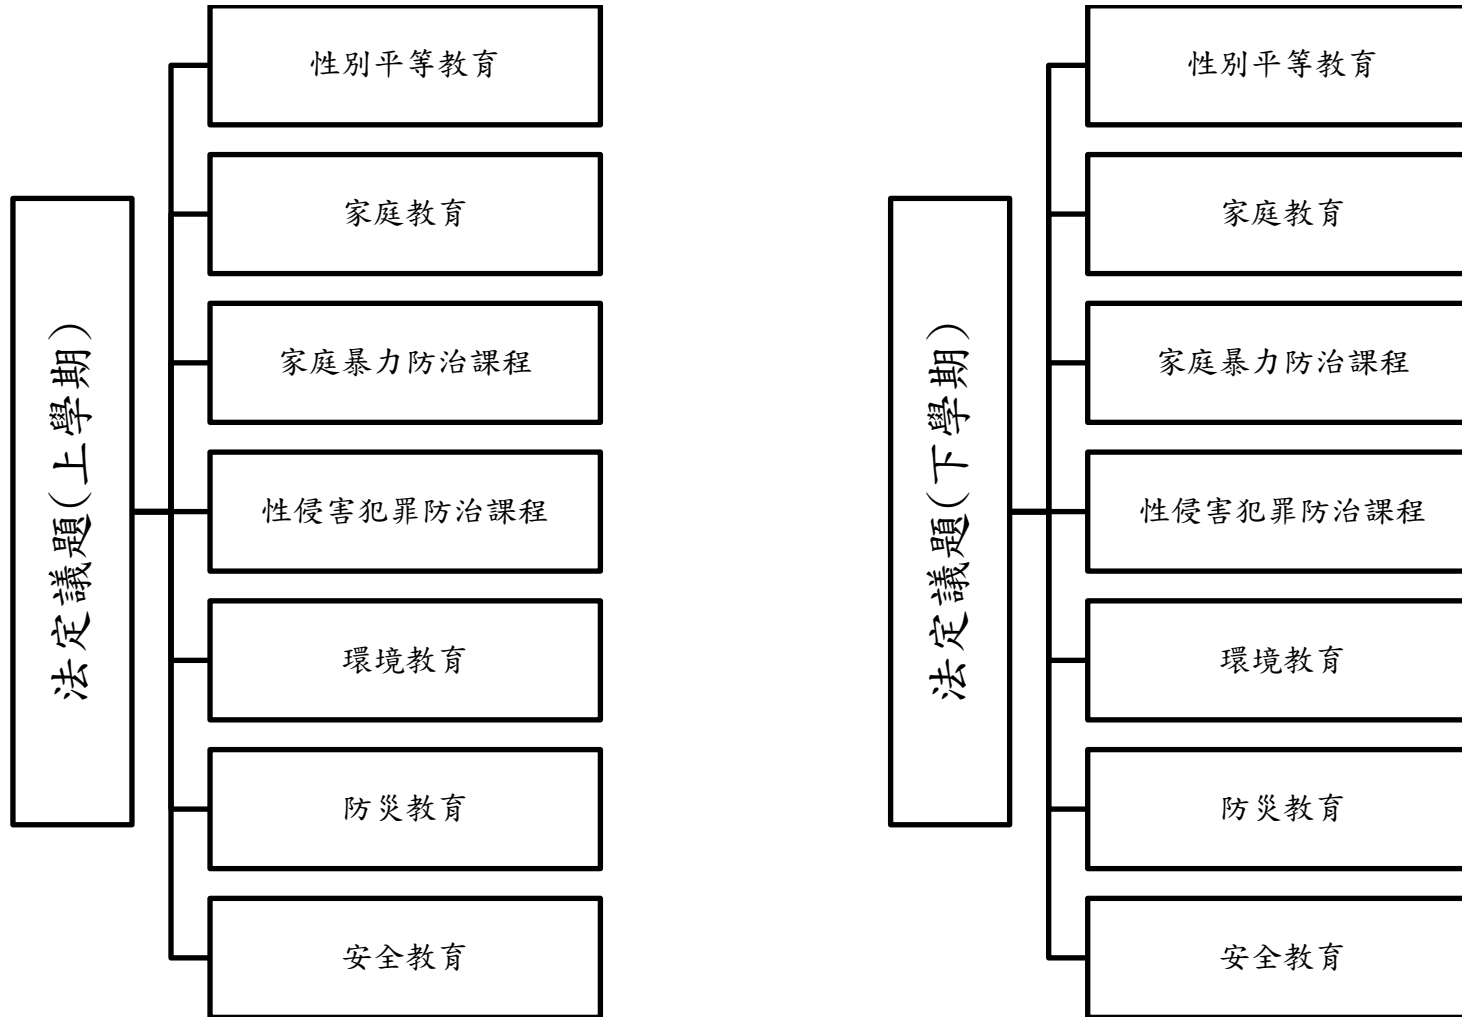 法定議題(上學期)
性別平等教育
家庭教育
家庭暴力防治課程
性侵害犯罪防治課程
環境教育
防災教育
安全教育
法定議題(下學期)
性別平等教育
家庭教育
家庭暴力防治課程
性侵害犯罪防治課程
環境教育
防災教育
安全教育